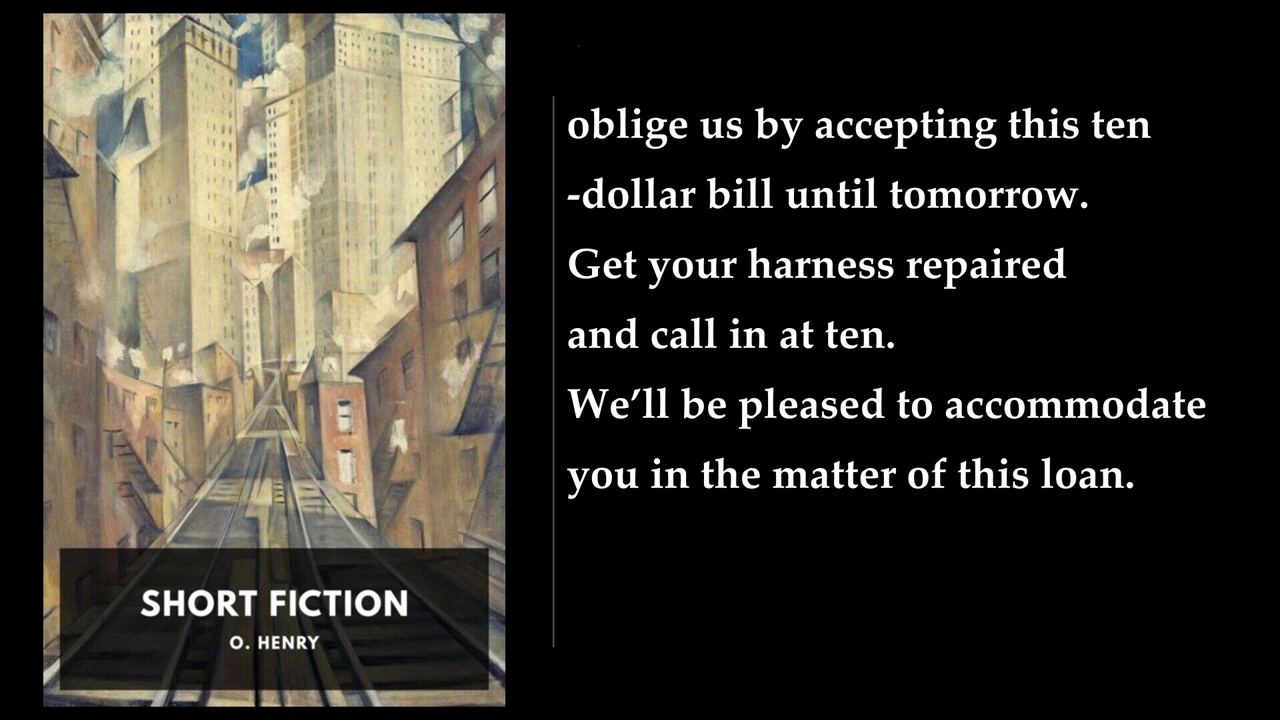 SHORT FICTION
O. HENRY
oblige us by accepting this ten
-dollar bill until tomorrow.
Get your harness repaired
and call in at ten.
We’ll be pleased to accommodate
you in the matter of this loan.